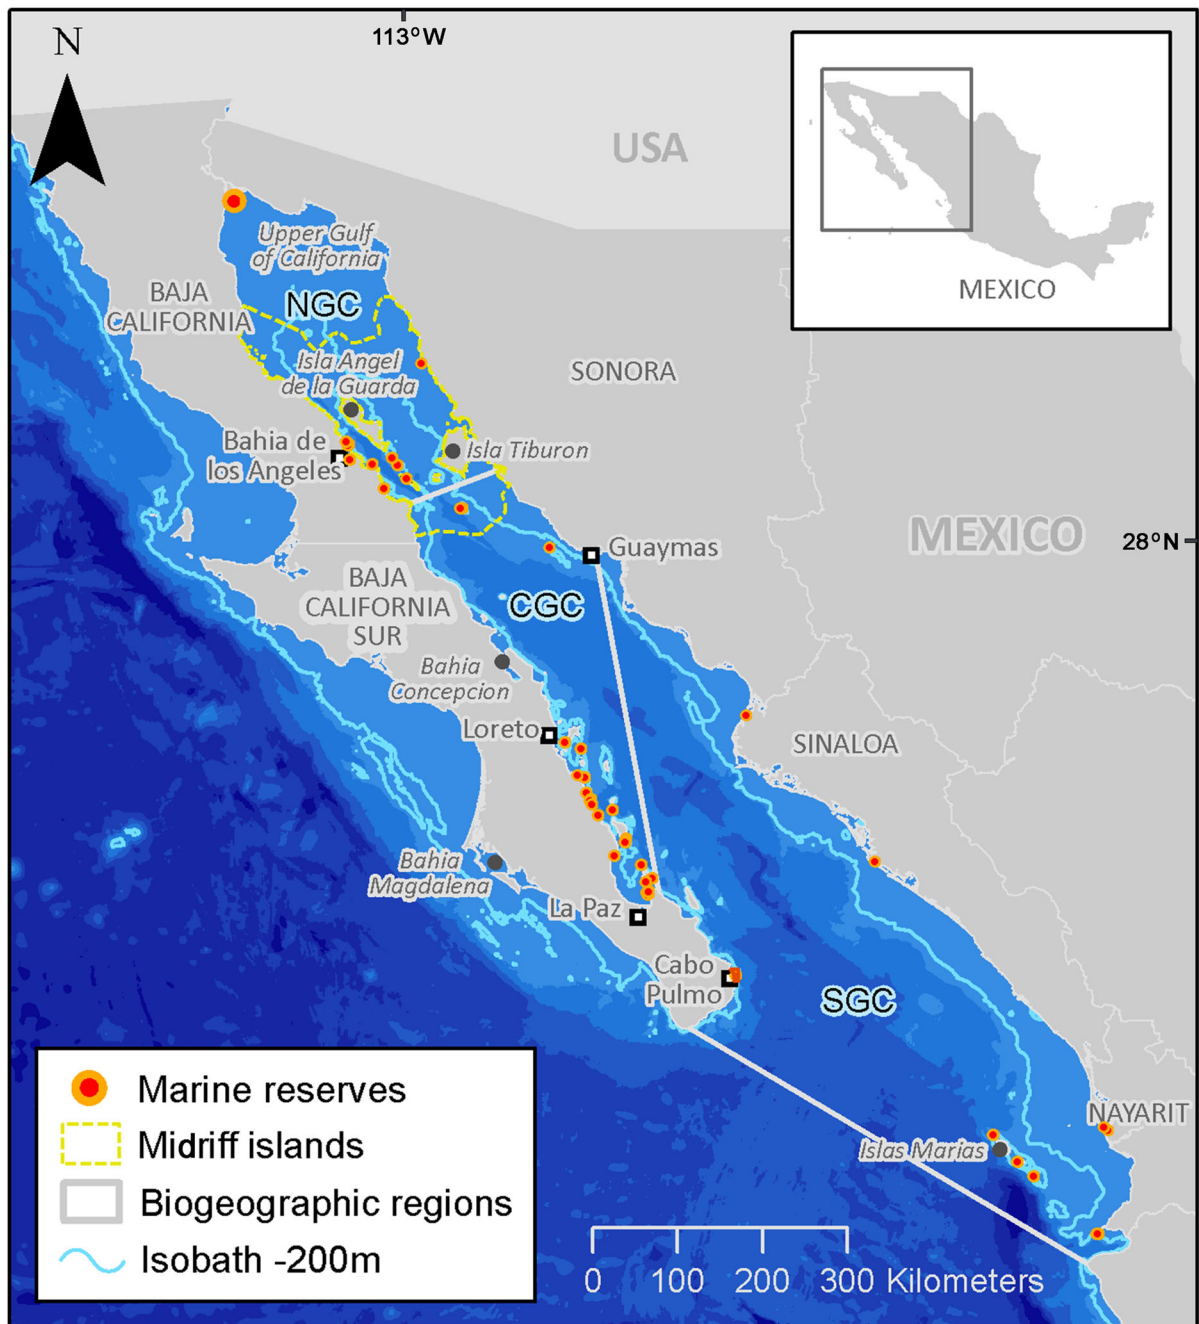 N
113°W
USA
MEXICO
Upper Gulf
of California
BAJA
CALIFORNIA
NGC
Isla Angel
de la Guarda
SONORA
Bahia de
los Angeles
Isla Tiburon
MEXICO
28°N
Guaymas
BAJA
CALIFORNIA
SUR
CGC
Bahia
Concepcion
Loreto
SINALOA
Bahia
Magdalena
La Paz
Cabo
Pulmo
SGC
NAYARIT
Islas Marias
Marine reserves
Midriff islands
Biogeographic regions
Isobath -200m
0 100 200 300 Kilometers